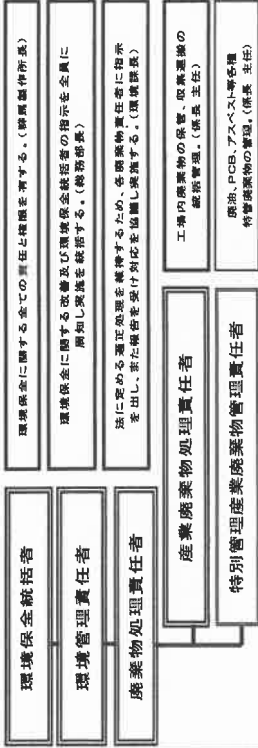 環境保全統括者
環境保全に関する全ての責任と権限を有する。(群馬製作所長)
環境管理責任者
環境保全に関する改善及び環境保全統括者の指示を全員に
周知し実施を統括する。(総務部長)
廃棄物処理責任者
法に定める適正処理を維持するため、各廃棄物責任者に指示
を出し、また報告を受け対応を協議し実施する。(環境課長)
産業廃棄物処理責任者
工場内廃棄物の保管、収集運搬の
統括管理。(係長 主任)
特別管理産業廃棄物管理責任者
廃油、PCB、アスベスト等各種
特管廃棄物の管理。(係長 主任)